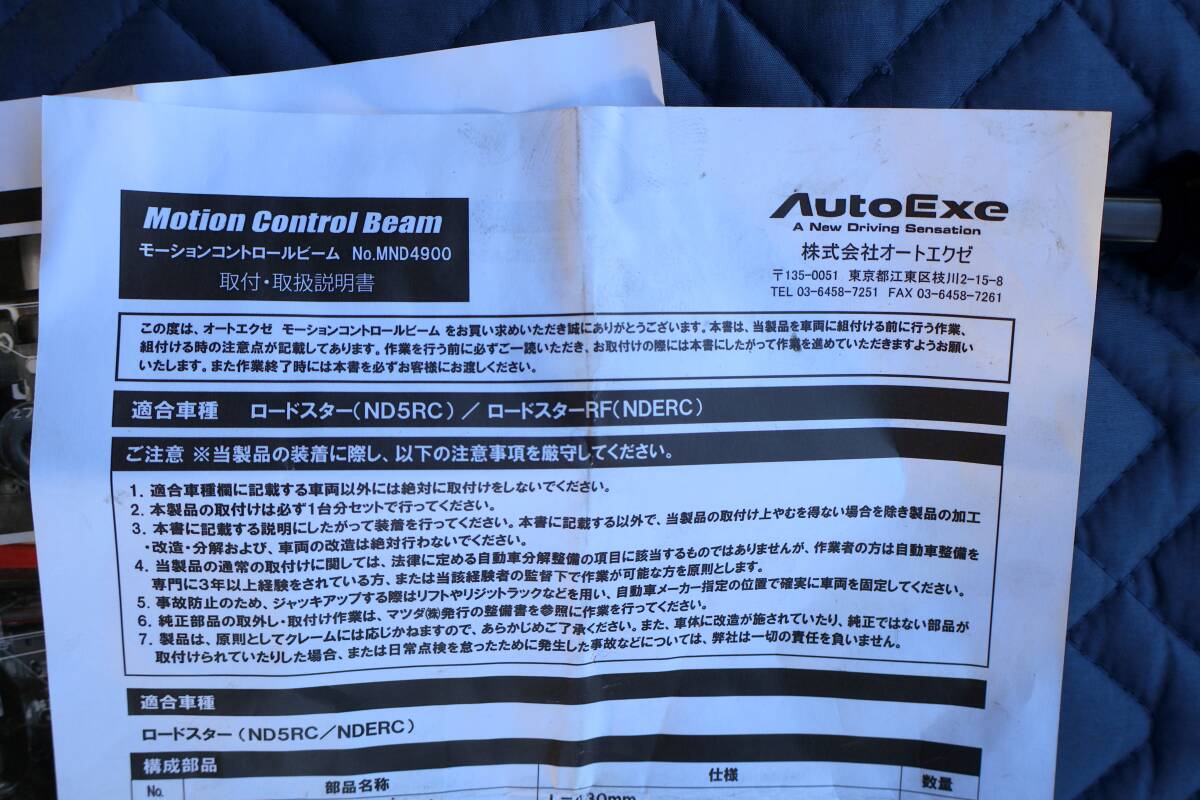 Motion Control Beam
モーションコントロールビーム No.MND4900
取付・取扱説明書
AutoExe
A New Driving Sensation
株式会社オートエクゼ
〒135-0051 東京都江東区枝川2-15-8
TEL 03-6458-7251 FAX 03-6458-7261
この度は、オートエクゼ モーションコントロールビーム をお買い求めいただき誠にありがとうございます。本書は、当製品を車両に組付ける前に行う作業、
組付ける時の注意点が記載してあります。作業を行う前に必ずご一読いただき、お取付けの際には本書にしたがって作業を進めていただきますようお願い
いたします。また作業終了時には本書を必ずお客様にお渡しください。
適合車種 ロードスター(ND5RC) / ロードスターRF(NDERC)
ご注意 ※当製品の装着に際し、以下の注意事項を厳守してください。
1. 適合車種欄に記載する車両以外には絶対に取付けをしないでください。
2. 本製品の取付けは必ず1台分セットで行ってください。
3. 本書に記載する説明にしたがって装着を行ってください。本書に記載する以外で、当製品の取付け上やむを得ない場合を除き製品の加工
・改造・分解および、車両の改造は絶対行わないでください。
4. 当製品の通常の取付けに関しては、法律に定める自動車分解整備の項目に該当するものではありませんが、作業者の方は自動車整備を
専門に3年以上経験をされている方、または当該経験者の監督下で作業が可能な方を原則とします。
5. 事故防止のため、ジャッキアップする際はリフトやリジットラックなどを用い、自動車メーカー指定の位置で確実に車両を固定してください。
6. 純正部品の取外し・取付け作業は、マツダ㈱発行の整備書を参照に作業を行ってください。
7. 製品は、原則としてクレームには応じかねますので、あらかじめご了承ください。また、車体に改造が施されていたり、純正ではない部品が
取付けられていたりした場合、または日常点検を怠ったために発生した事故などについては、弊社は一切の責任を負いません。
適合車種
ロードスター (ND5RC/NDERC)
構成部品
No. 部品名称 仕様 数量